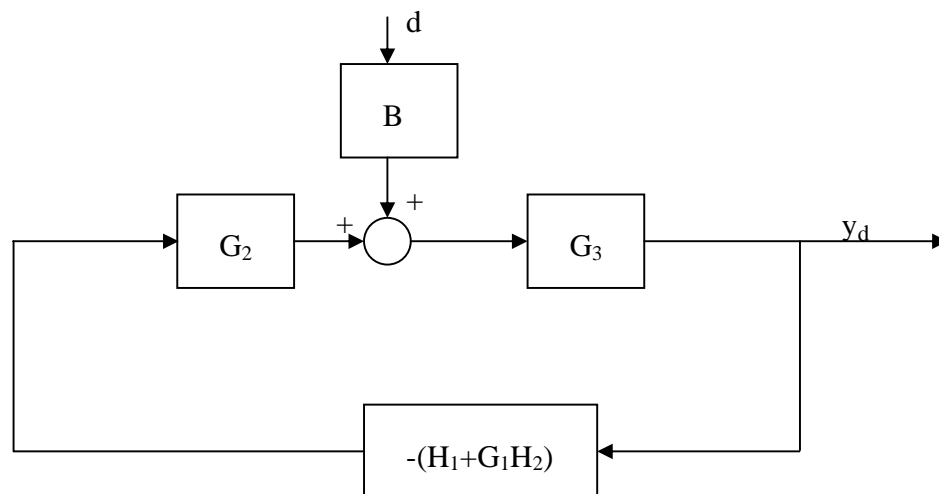 d
B
+
+
G₂
G₃
y_d
-(H₁+G₁H₂)